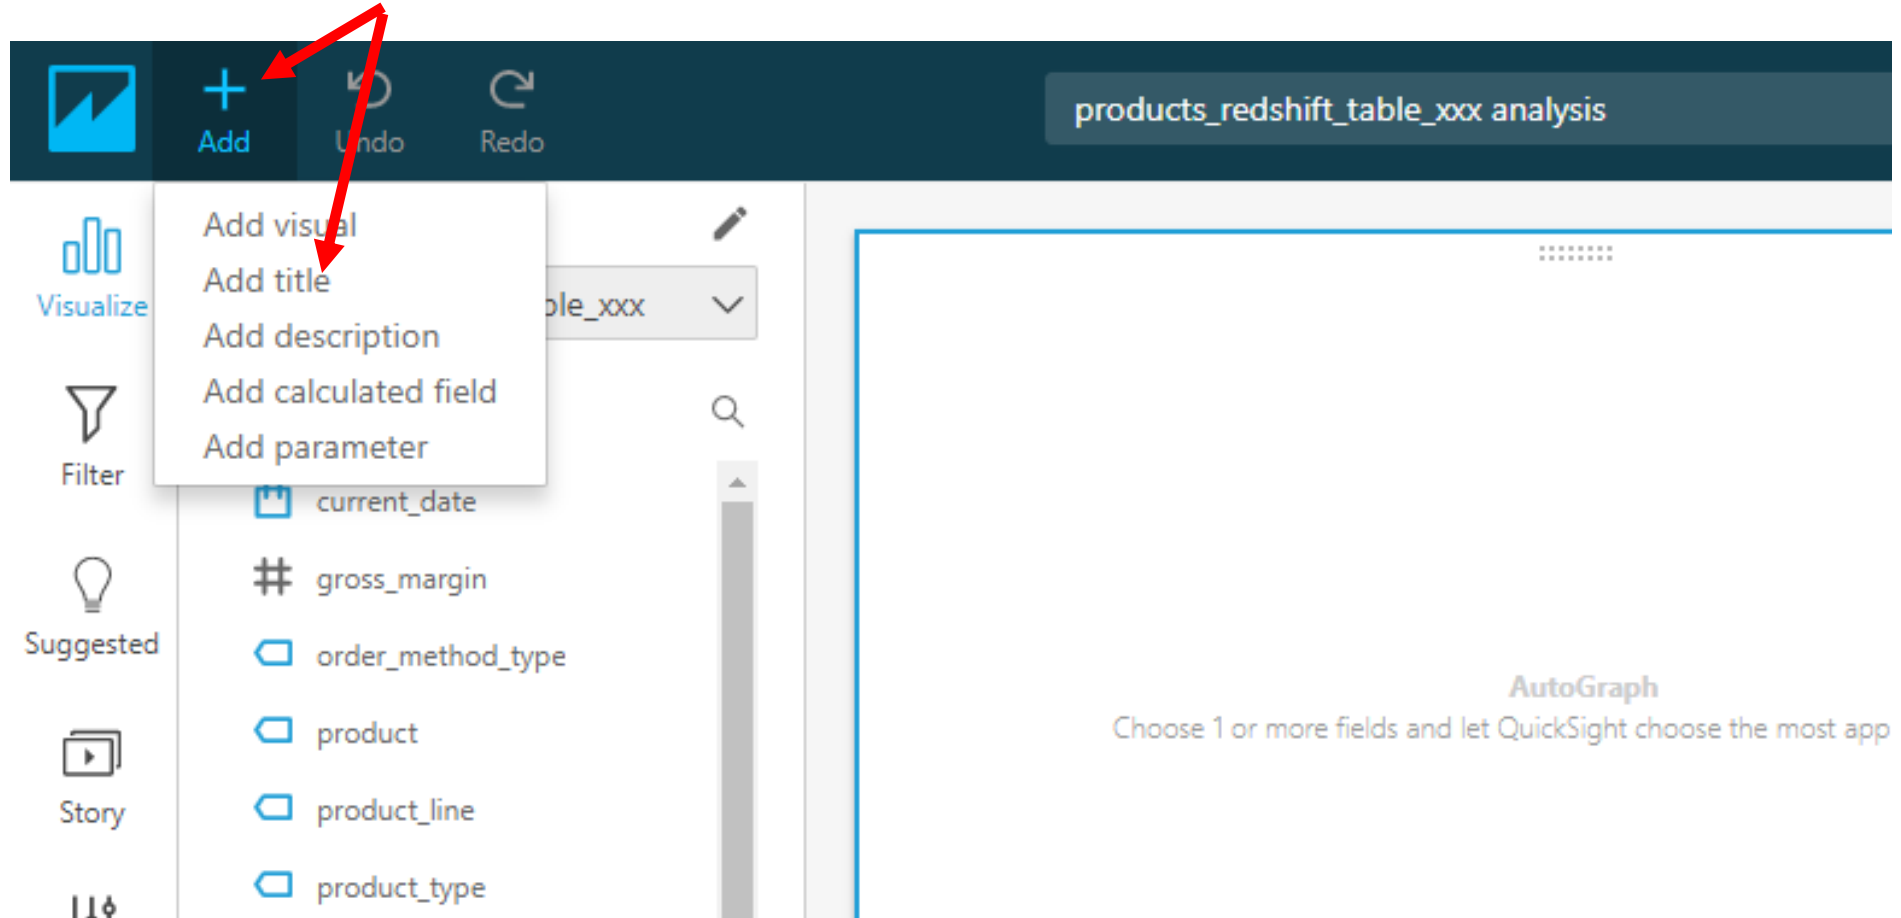 Add
Undo
Redo
products_redshift_table_xxx analysis
Visualize
Filter
Suggested
Story
Add visual
Add title
Add description
Add calculated field
Add parameter
ble_xxx
current_date
gross_margin
order_method_type
product
product_line
product_type
AutoGraph
Choose 1 or more fields and let QuickSight choose the most app